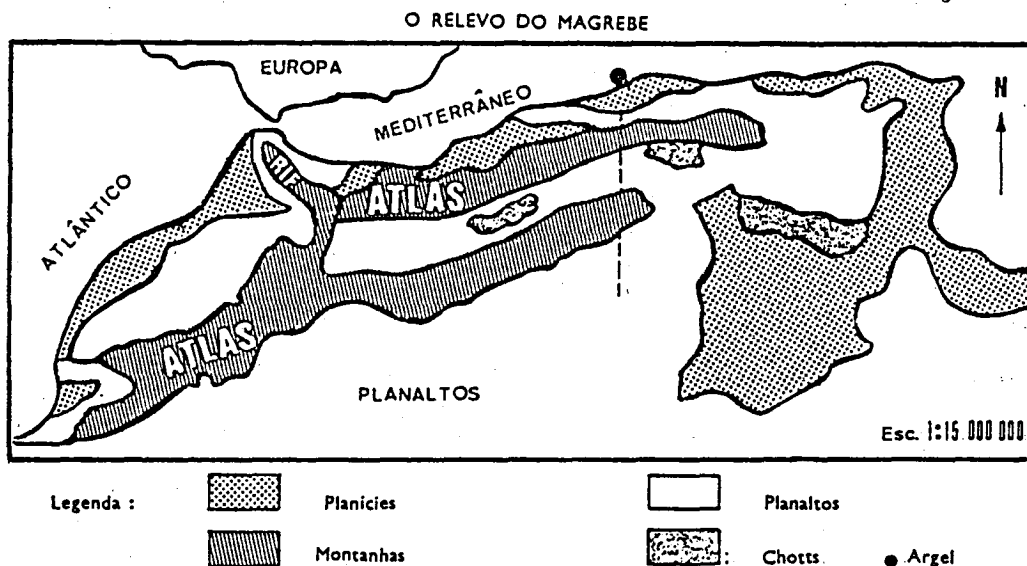 O RELEVO DO MAGREBE
EUROPA
MEDITERRÂNEO
N
ATLÂNTICO
RIF
ATLAS
ATLAS
PLANALTOS
Esc. 1:15 000 000
Legenda :
Planícies
Planaltos
Montanhas
Chotts
Argel